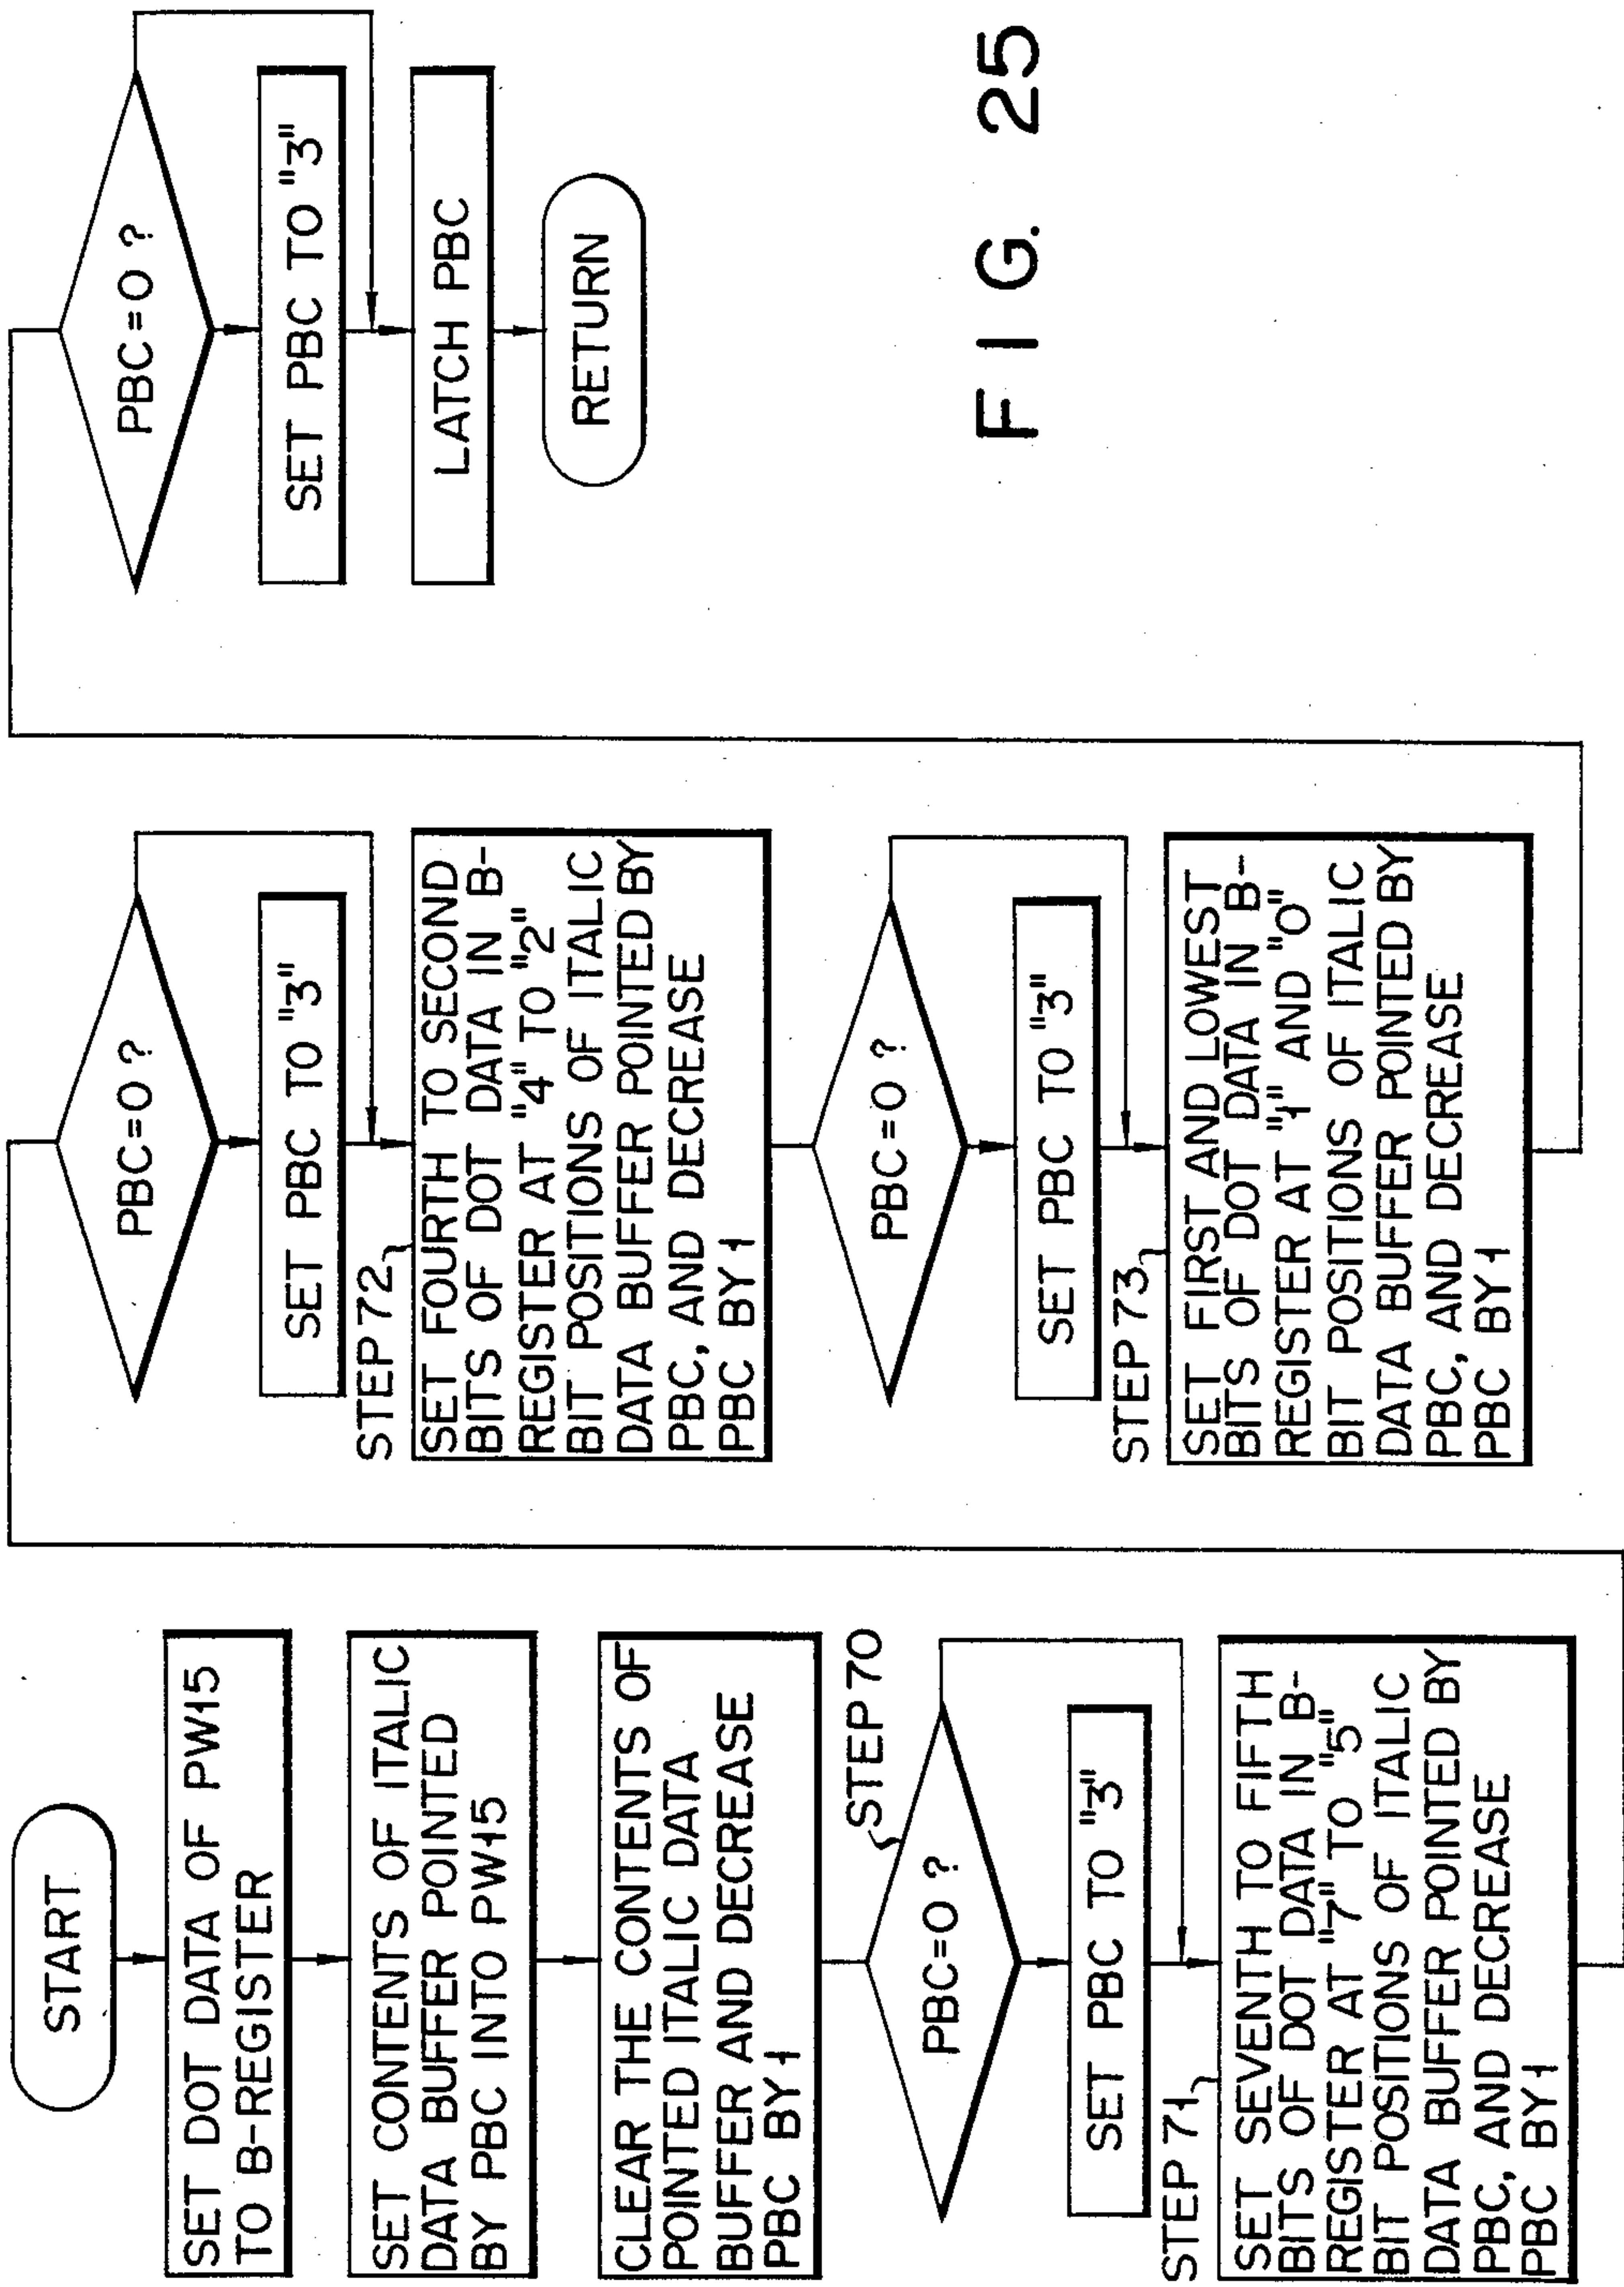 START
SET DOT DATA OF PW15
TO B-REGISTER
SET CONTENTS OF ITALIC
DATA BUFFER POINTED
BY PBC INTO PW15
CLEAR THE CONTENTS OF
POINTED ITALIC DATA
BUFFER AND DECREASE
PBC BY 1
STEP 70
PBC=0 ?
SET PBC TO "3"
STEP 71
SET SEVENTH TO FIFTH
BITS OF DOT DATA IN B-
REGISTER AT "7" TO "5"
BIT POSITIONS OF ITALIC
DATA BUFFER POINTED BY
PBC, AND DECREASE
PBC BY 1
PBC=0 ?
SET PBC TO "3"
STEP 72
SET FOURTH TO SECOND
BITS OF DOT DATA IN B-
REGISTER AT "4" TO "2"
BIT POSITIONS OF ITALIC
DATA BUFFER POINTED BY
PBC, AND DECREASE
PBC BY 1
PBC=0 ?
SET PBC TO "3"
STEP 73
SET FIRST AND LOWEST
BITS OF DOT DATA IN B-
REGISTER AT "1" AND "0"
BIT POSITIONS OF ITALIC
DATA BUFFER POINTED BY
PBC, AND DECREASE
PBC BY 1
PBC=0 ?
SET PBC TO "3"
LATCH PBC
RETURN
FIG. 25